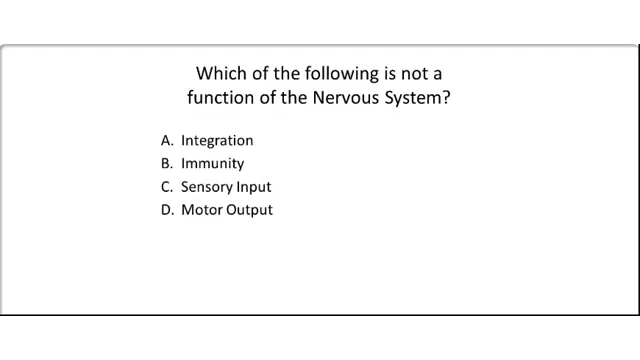 Which of the following is not a
function of the Nervous System?
A. Integration
B. Immunity
C. Sensory Input
D. Motor Output